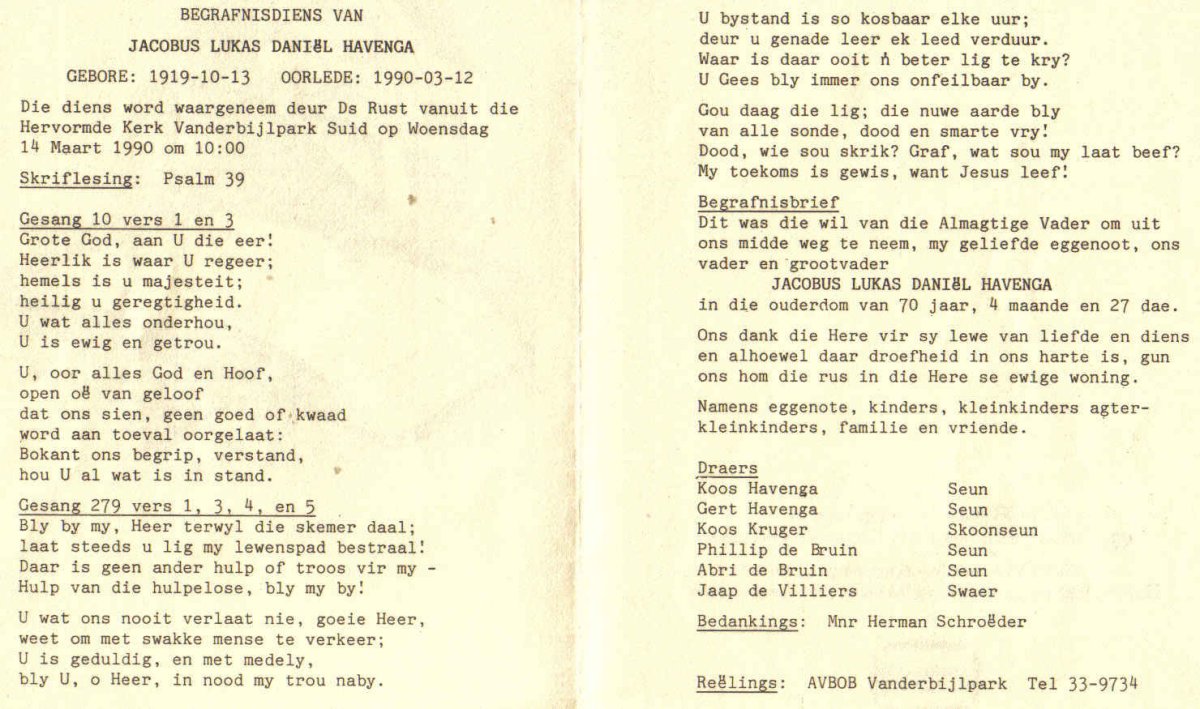 BEGRAFNISDIENS VAN
JACOBUS LUKAS DANIËL HAVENGA
GEBORE: 1919-10-13 OORLEDE: 1990-03-12
Die diens word waargeneem deur Ds Rust vanuit die
Hervormde Kerk Vanderbijlpark Suid op Woensdag
14 Maart 1990 om 10:00
Skriflesing: Psalm 39
Gesang 10 vers 1 en 3
Grote God, aan U die eer!
Heerlik is waar U regeer;
hemels is u majesteit;
heilig u geregtigheid.
U wat alles onderhou,
U is ewig en getrou.
U, oor alles God en Hoof,
open oë van geloof
dat ons sien, geen goed of kwaad
word aan toeval oorgelaat:
Bokant ons begrip, verstand,
hou U al wat is in stand.
Gesang 279 vers 1, 3, 4, en 5
Bly by my, Heer terwyl die skemer daal;
laat steeds u lig my lewenspad bestraal!
Daar is geen ander hulp of troos vir my -
Hulp van die hulpelose, bly my by!
U wat ons nooit verlaat nie, goeie Heer,
weet om met swakke mense te verkeer;
U is geduldig, en met medely,
bly U, o Heer, in nood my trou naby.
U bystand is so kosbaar elke uur;
deur u genade leer ek leed verduur.
Waar is daar ooit ŉ beter lig te kry?
U Gees bly immer ons onfeilbaar by.
Gou daag die lig; die nuwe aarde bly
van alle sonde, dood en smarte vry!
Dood, wie sou skrik? Graf, wat sou my laat beef?
My toekoms is gewis, want Jesus leef!
Begrafnisbrief
Dit was die wil van die Almagtige Vader om uit
ons midde weg te neem, my geliefde eggenoot, ons
vader en grootvader
JACOBUS LUKAS DANIËL HAVENGA
in die ouderdom van 70 jaar, 4 maande en 27 dae.
Ons dank die Here vir sy lewe van liefde en diens
en alhoewel daar droefheid in ons harte is, gun
ons hom die rus in die Here se ewige woning.
Namens eggenote, kinders, kleinkinders agter-
kleinkinders, familie en vriende.
Draers
Koos Havenga Seun
Gert Havenga Seun
Koos Kruger Skoonseun
Phillip de Bruin Seun
Abri de Bruin Seun
Jaap de Villiers Swaer
Bedankings: Mnr Herman Schroëder
Reëlings: AVBOB Vanderbijlpark Tel 33-9734